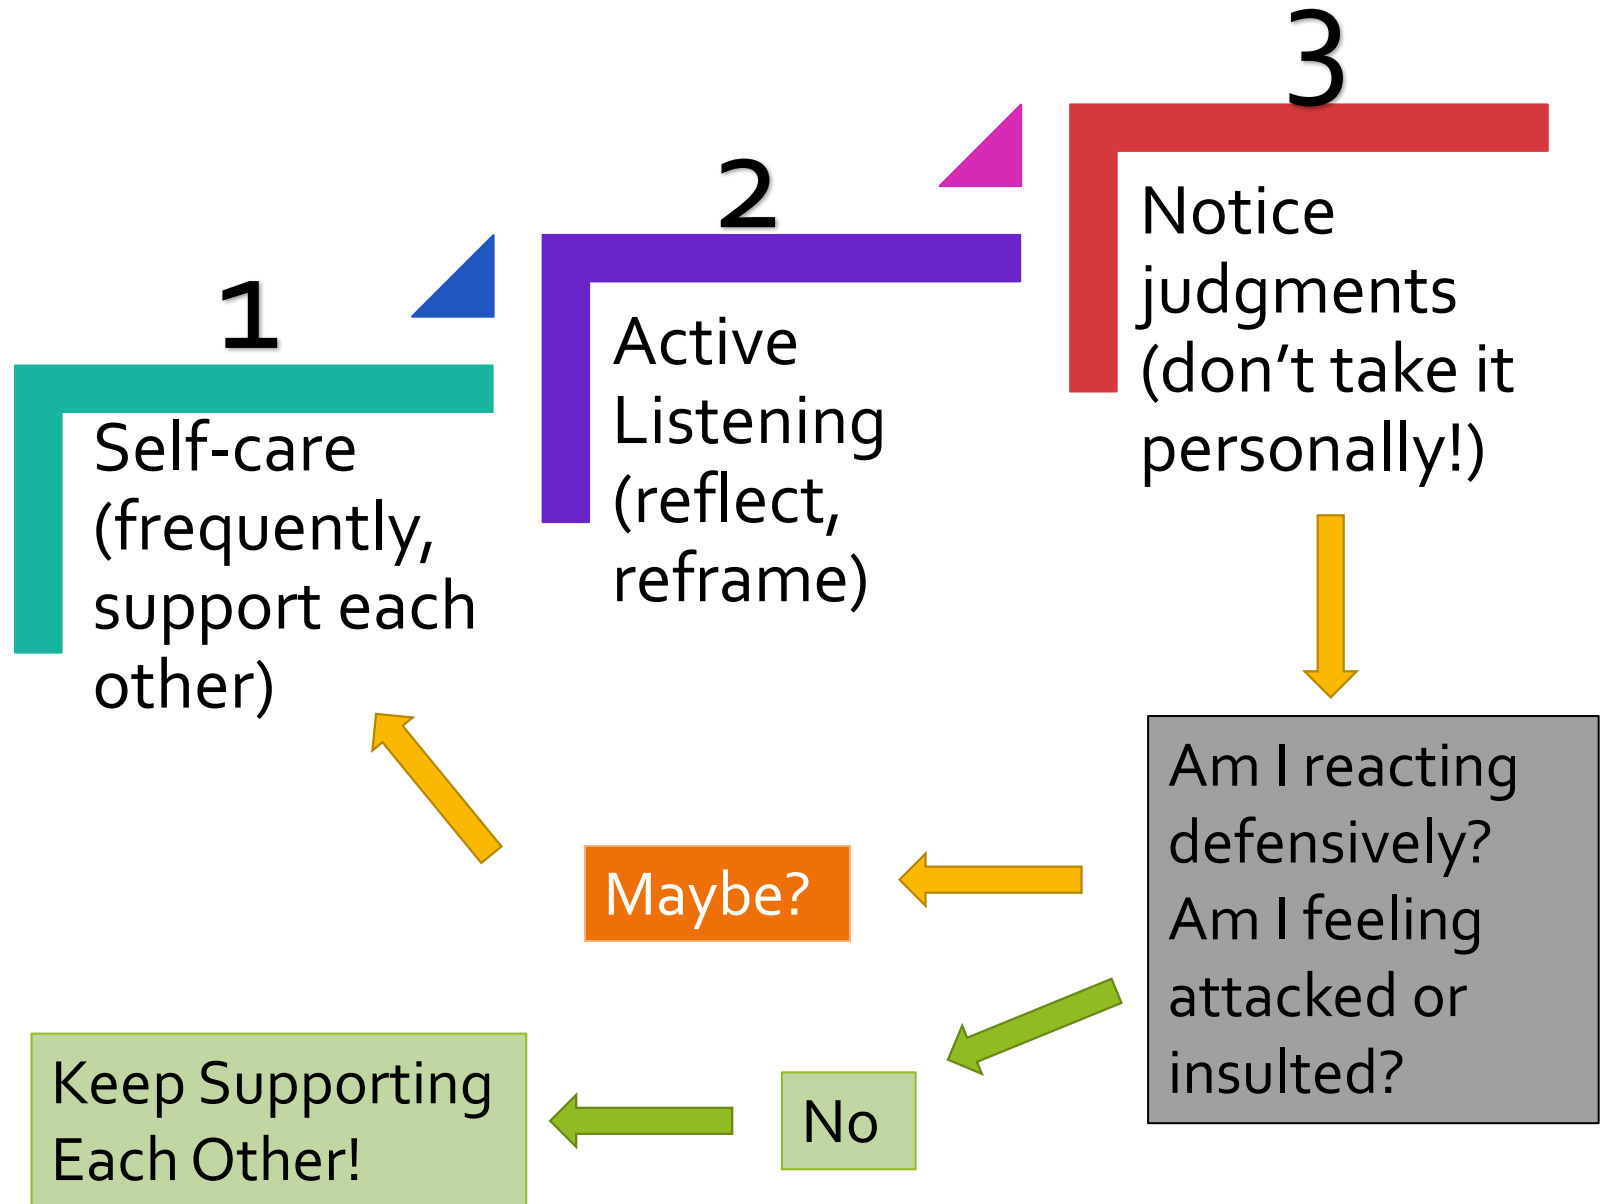 1
Self-care
(frequently,
support each
other)
2
Active
Listening
(reflect,
reframe)
3
Notice
judgments
(don’t take it
personally!)
Am I reacting
defensively?
Am I feeling
attacked or
insulted?
Maybe?
No
Keep Supporting
Each Other!